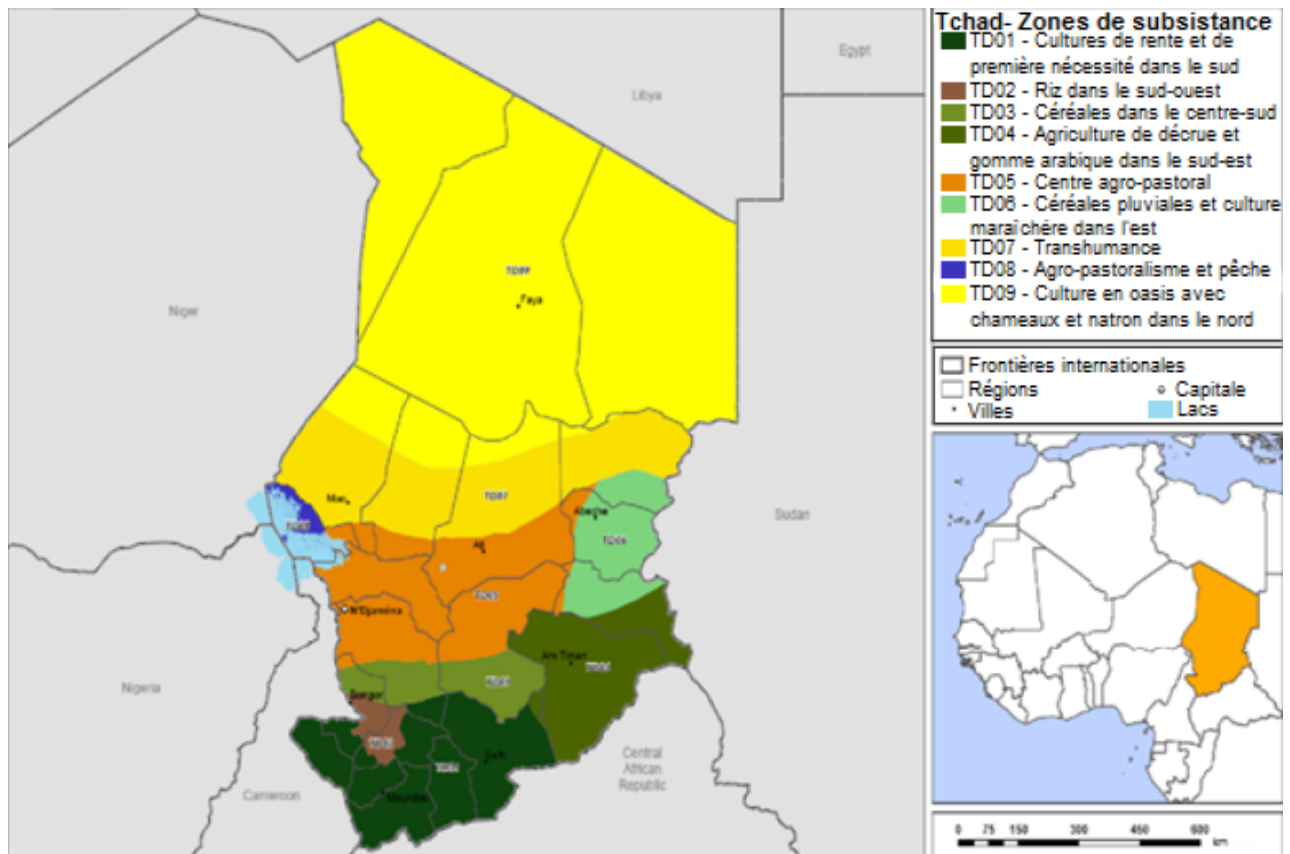 Tchad- Zones de subsistance
TD01 - Cultures de rente et de
première nécessité dans le sud
TD02 - Riz dans le sud-ouest
TD03 - Céréales dans le centre-sud
TD04 - Agriculture de décrue et
gomme arabique dans le sud-est
TD05 - Centre agro-pastoral
TD06 - Céréales pluviales et culture
maraîchère dans l'est
TD07 - Transhumance
TD08 - Agro-pastoralisme et pêche
TD09 - Culture en oasis avec
chameaux et natron dans le nord
Frontières internationales
Régions
Capitale
Villes
Lacs
0 75 150 300 450 600
km
Egypt
Libya
TD09
Faya
Niger
Mao
TD07
Abeche
Sudan
TD06
Ati
TD05
N'Djaména
Am Timan
Nigeria
Bongor
Central
African
Republic
Cameroon
Moundou